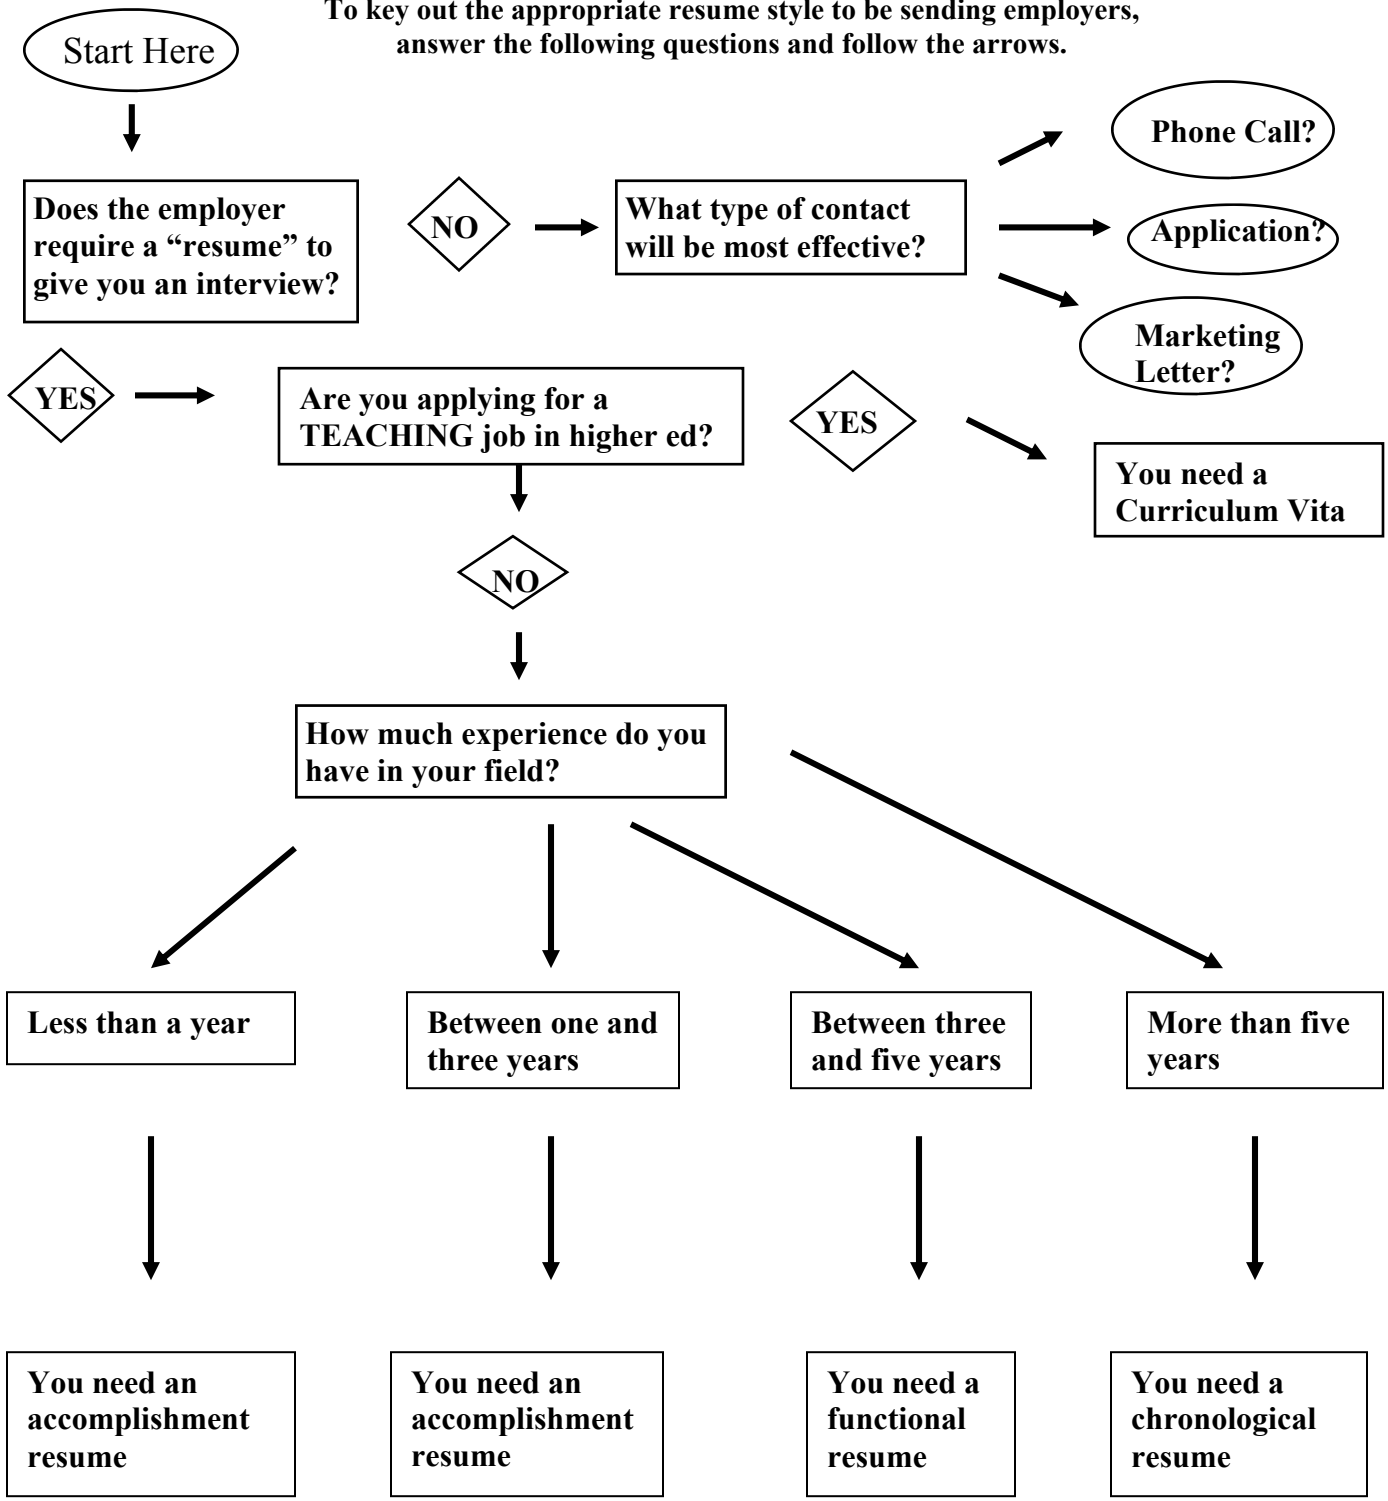 To key out the appropriate resume style to be sending employers,
answer the following questions and follow the arrows.
Start Here
Does the employer
require a “resume” to
give you an interview?
NO
What type of contact
will be most effective?
Phone Call?
Application?
Marketing
Letter?
YES
Are you applying for a
TEACHING job in higher ed?
YES
You need a
Curriculum Vita
NO
How much experience do you
have in your field?
Less than a year
Between one and
three years
Between three
and five years
More than five
years
You need an
accomplishment
resume
You need an
accomplishment
resume
You need a
functional
resume
You need a
chronological
resume